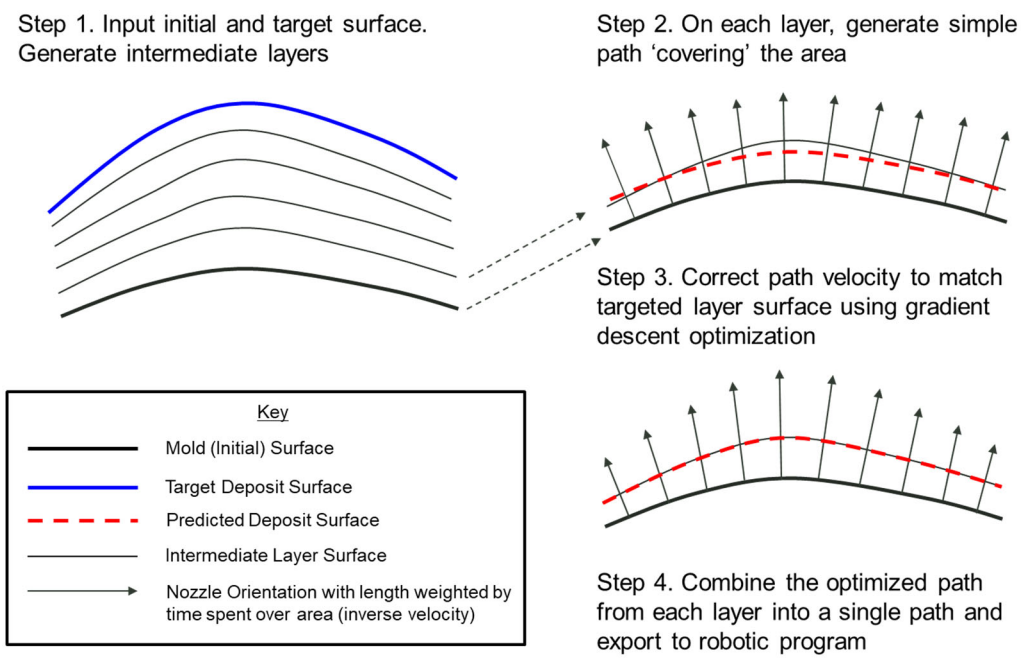 Step 1. Input initial and target surface.
Generate intermediate layers
Step 2. On each layer, generate simple
path ‘covering’ the area
Step 3. Correct path velocity to match
targeted layer surface using gradient
descent optimization
Key
Mold (Initial) Surface
Target Deposit Surface
Predicted Deposit Surface
Intermediate Layer Surface
Nozzle Orientation with length weighted by
time spent over area (inverse velocity)
Step 4. Combine the optimized path
from each layer into a single path and
export to robotic program